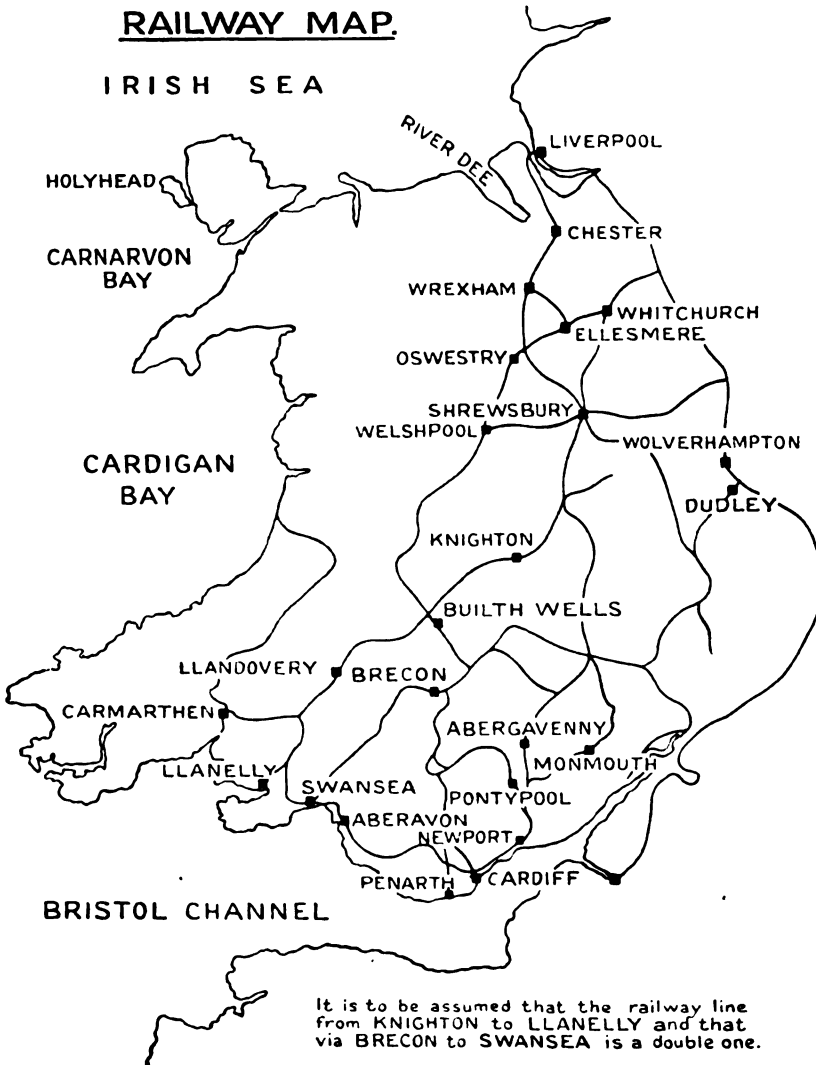 RAILWAY MAP.
IRISH SEA
RIVER DEE
LIVERPOOL
HOLYHEAD
CHESTER
CARNARVON
BAY
WREXHAM
WHITCHURCH
ELLESMERE
OSWESTRY
SHREWSBURY
WELSHPOOL
WOLVERHAMPTON
CARDIGAN
BAY
DUDLEY
KNIGHTON
BUILTH WELLS
LLANDOVERY
BRECON
CARMARTHEN
ABERGAVENNY
MONMOUTH
LLANELLY
SWANSEA
PONTYPOOL
ABERAVON
NEWPORT
PENARTH
CARDIFF
BRISTOL CHANNEL
It is to be assumed that the railway line
from KNIGHTON to LLANELLY and that
via BRECON to SWANSEA is a double one.